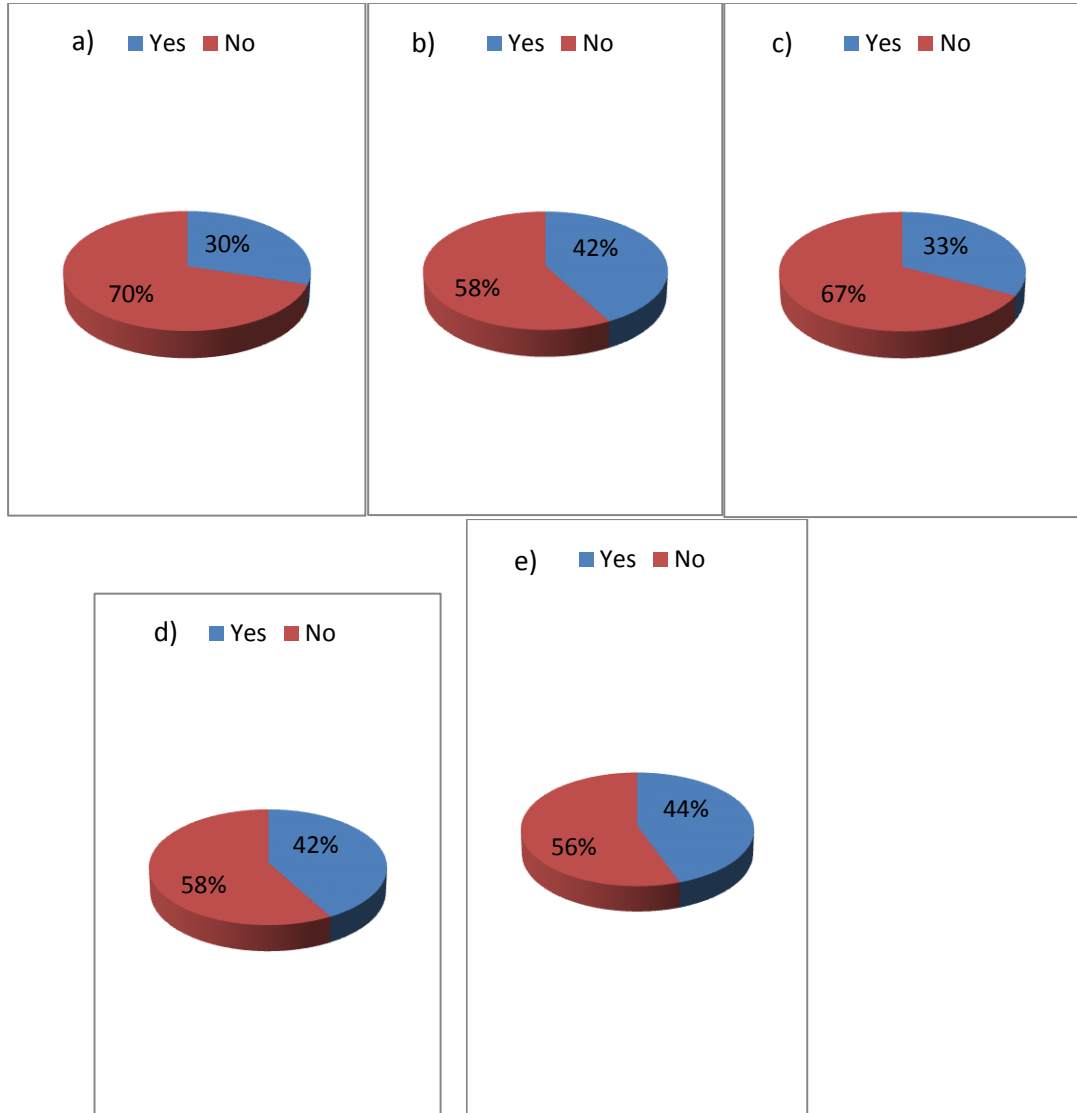 a) Yes No
30%
70%
b) Yes No
42%
58%
c) Yes No
33%
67%
d) Yes No
42%
58%
e) Yes No
44%
56%